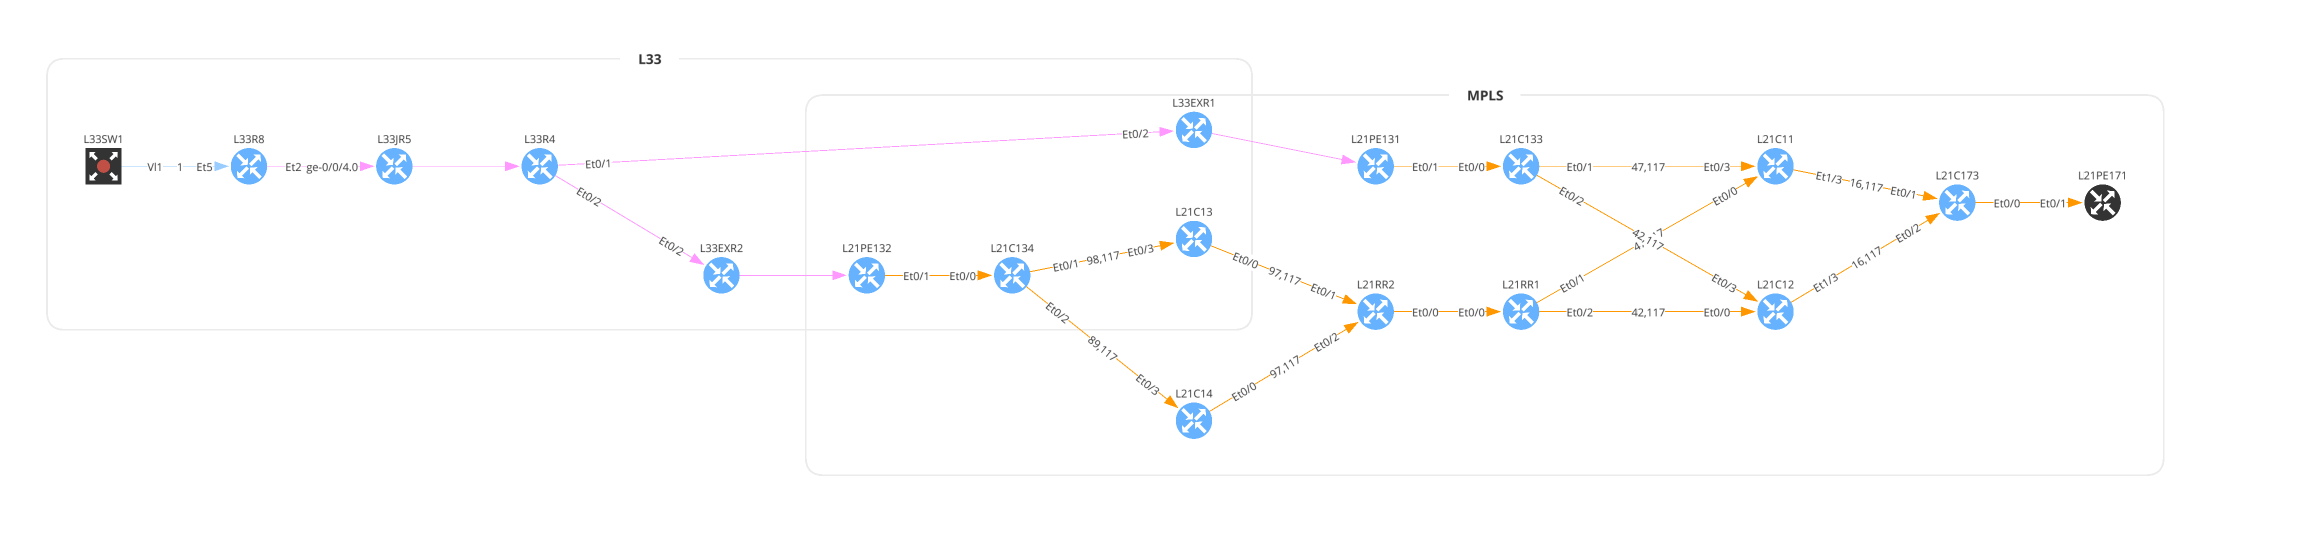 L33
MPLS
L33EXR1
L33SW1
L33R8
L33JR5
L33R4
L21PE131
L21C133
L21C11
Vl1 1 Et5
Et2 ge-0/0/4.0
Et0/1
Et0/2
Et0/1 Et0/0
Et0/1 47,117 Et0/3
Et1/3 16,117 Et0/1
L21C173
L21PE171
Et0/0 Et0/1
Et0/2
Et0/2
L33EXR2
L21PE132
L21C134
L21C13
Et0/1 Et0/0
Et0/1 98,117 Et0/3
Et0/0 97,117 Et0/1
Et0/2 42,117 Et0/3
Et0/1
Et0/0
Et1/3 16,117 Et0/2
L21RR2
L21RR1
L21C12
Et0/0 Et0/0
Et0/2 42,117 Et0/0
Et0/2 89,117 Et0/3
L21C14
Et0/0 97,117 Et0/2